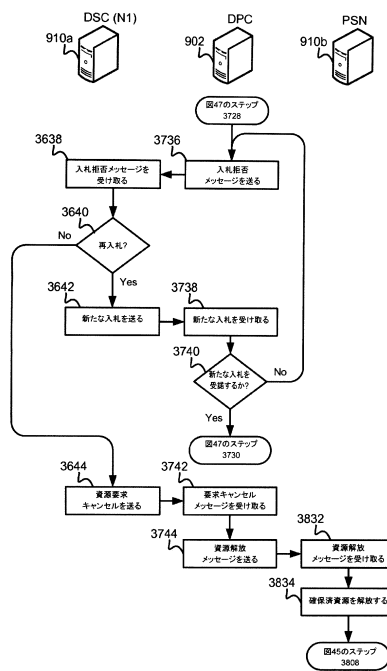 DSC (N1)
DPC
PSN
910a
902
910b
図47のステップ
3728
3638
3736
入札拒否メッセージを
受け取る
入札拒否
メッセージを送る
3640
再入札?
No
Yes
3642
3738
新たな入札を送る
新たな入札を受け取る
3740
新たな入札を
受諾するか?
No
Yes
図47のステップ
3730
3644
3742
資源要求
キャンセルを送る
要求キャンセル
メッセージを受け取る
3744
3832
資源解放
メッセージを送る
資源解放
メッセージを受け取る
3834
確保済資源を解放する
図45のステップ
3808